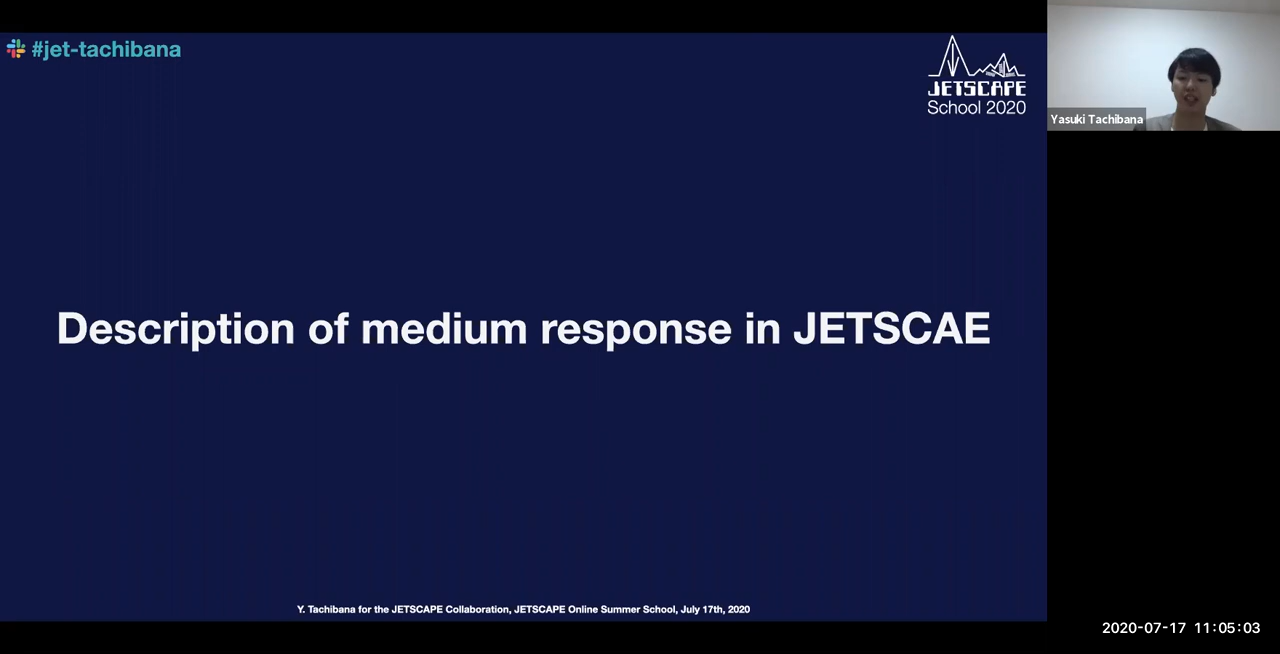 #jet-tachibana
JETSCAPE
School 2020
Yasuki Tachibana
Description of medium response in JETSCAE
Y. Tachibana for the JETSCAPE Collaboration, JETSCAPE Online Summer School, July 17th, 2020
2020-07-17 11:05:03